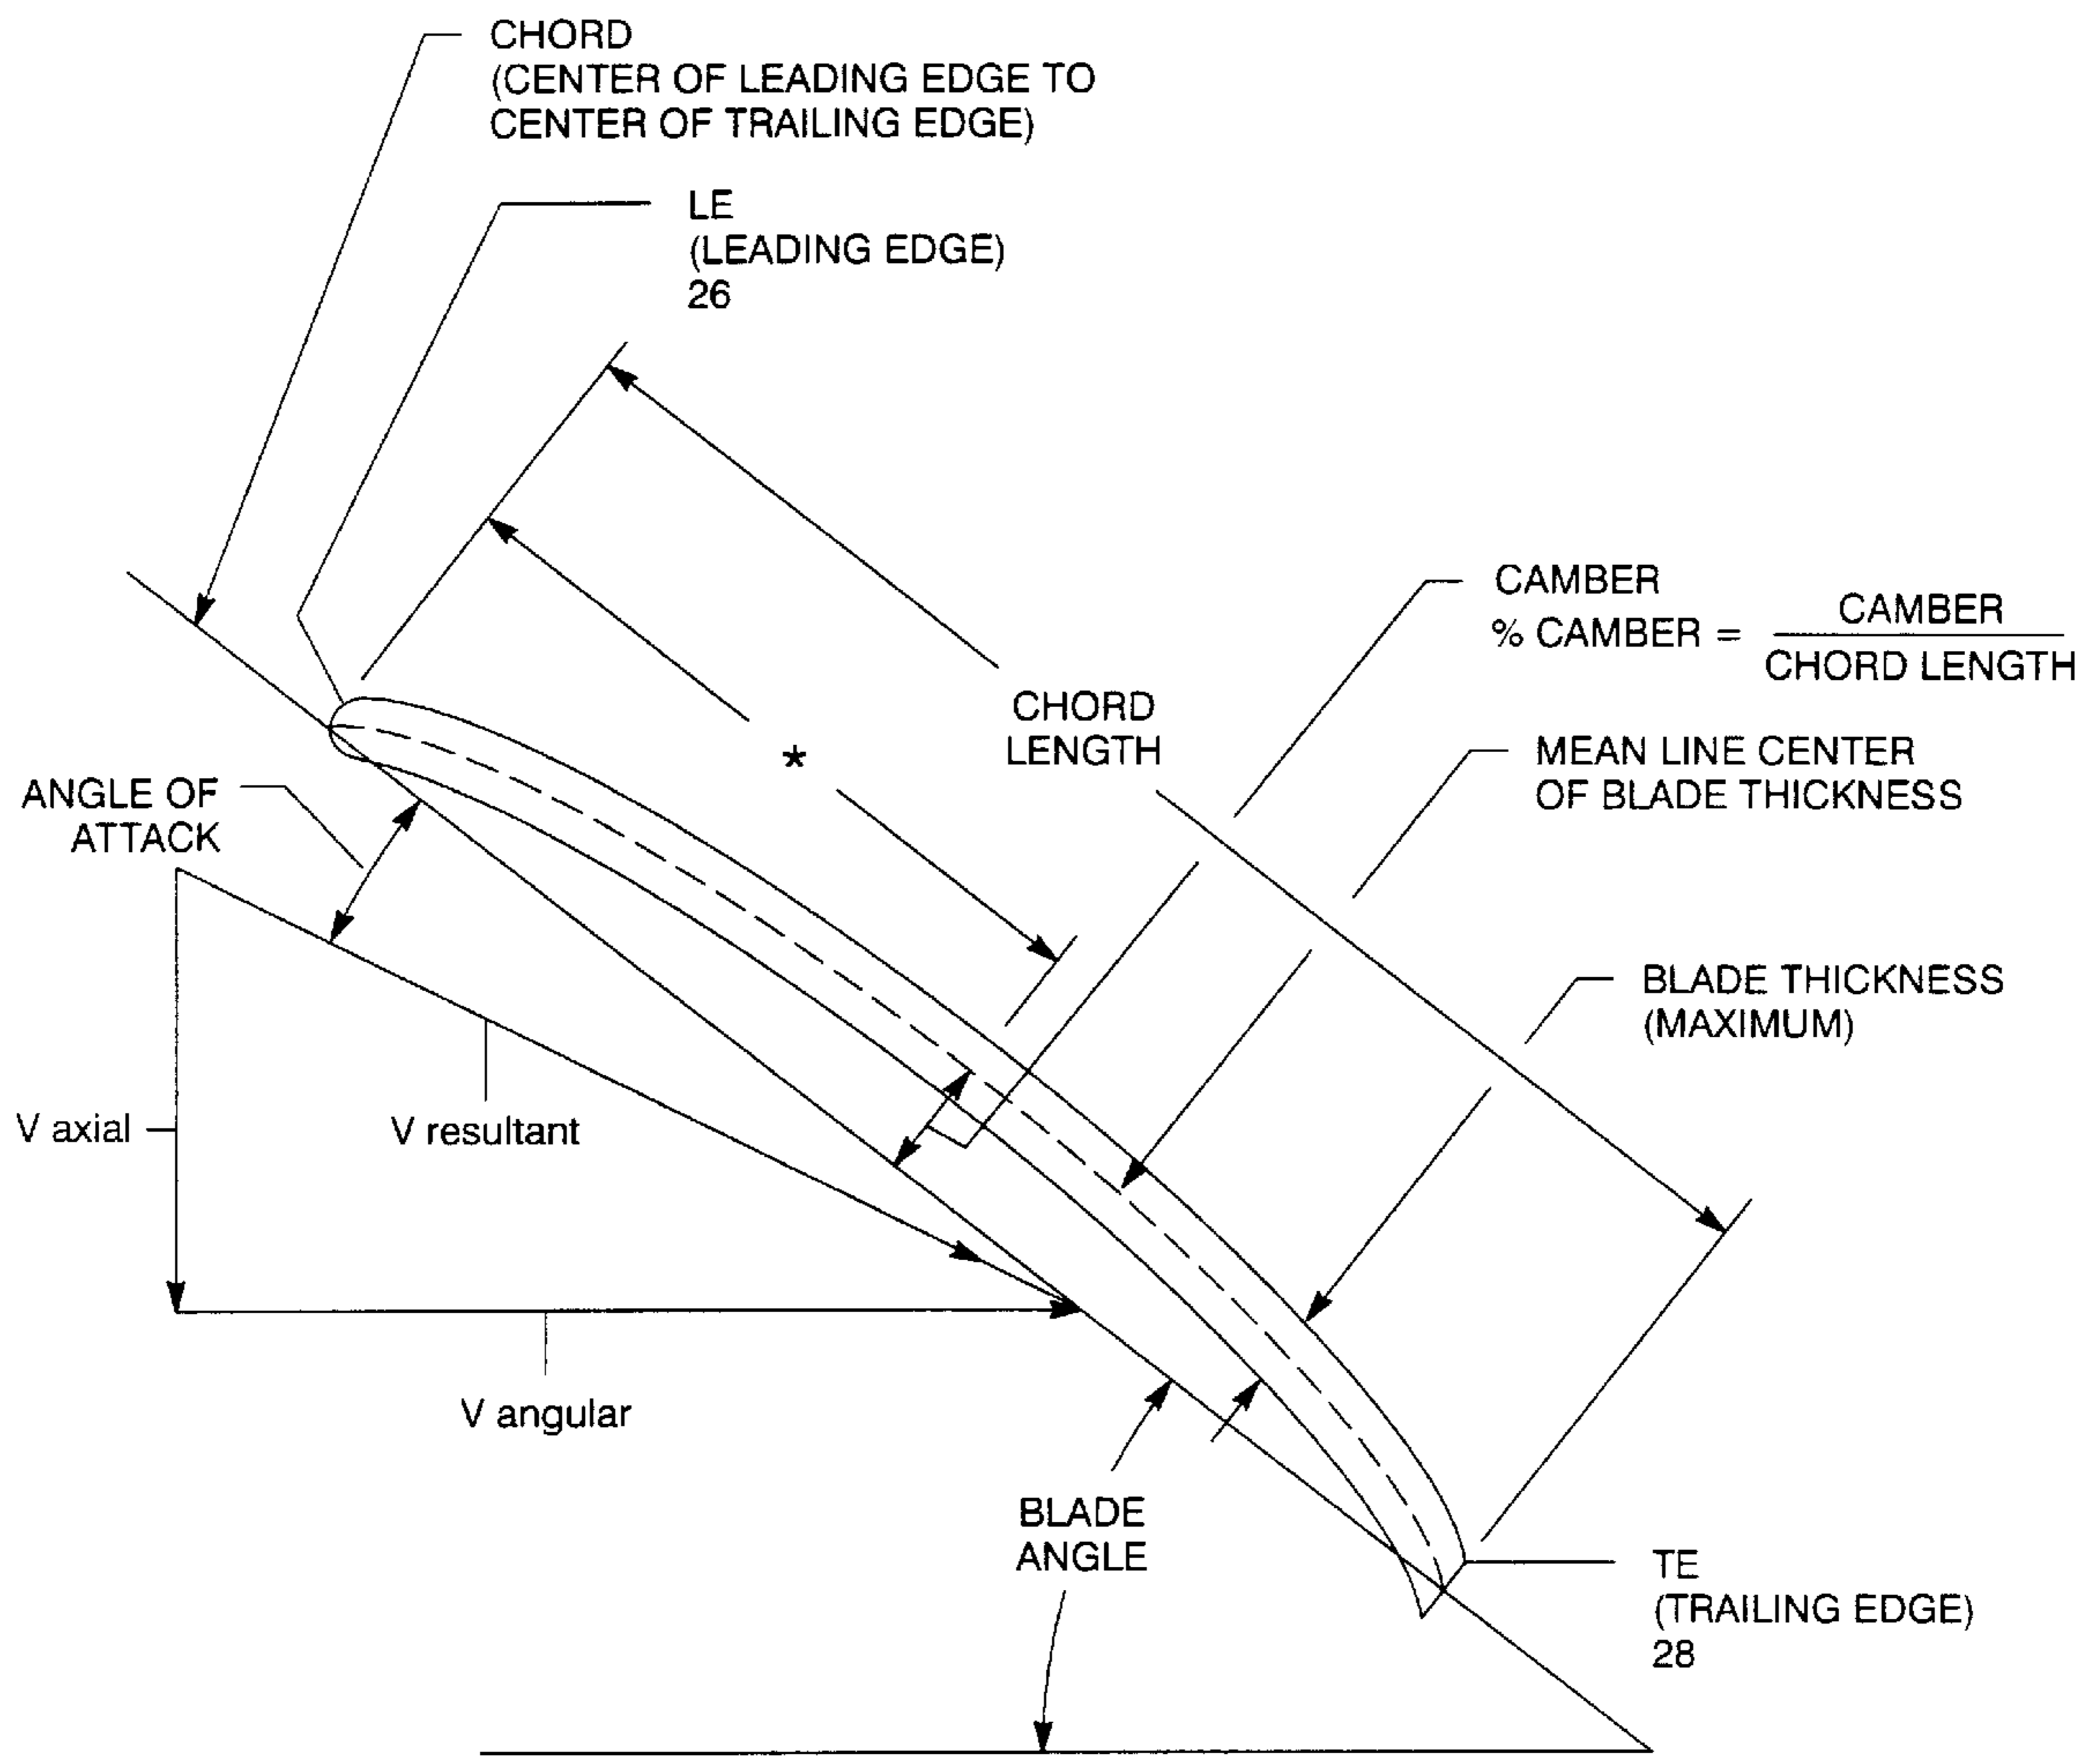 CHORD
(CENTER OF LEADING EDGE TO
CENTER OF TRAILING EDGE)
LE
(LEADING EDGE)
26
CAMBER
% CAMBER = CAMBER / CHORD LENGTH
CHORD
LENGTH
*
MEAN LINE CENTER
OF BLADE THICKNESS
ANGLE OF
ATTACK
BLADE THICKNESS
(MAXIMUM)
V axial
V resultant
V angular
BLADE
ANGLE
TE
(TRAILING EDGE)
28